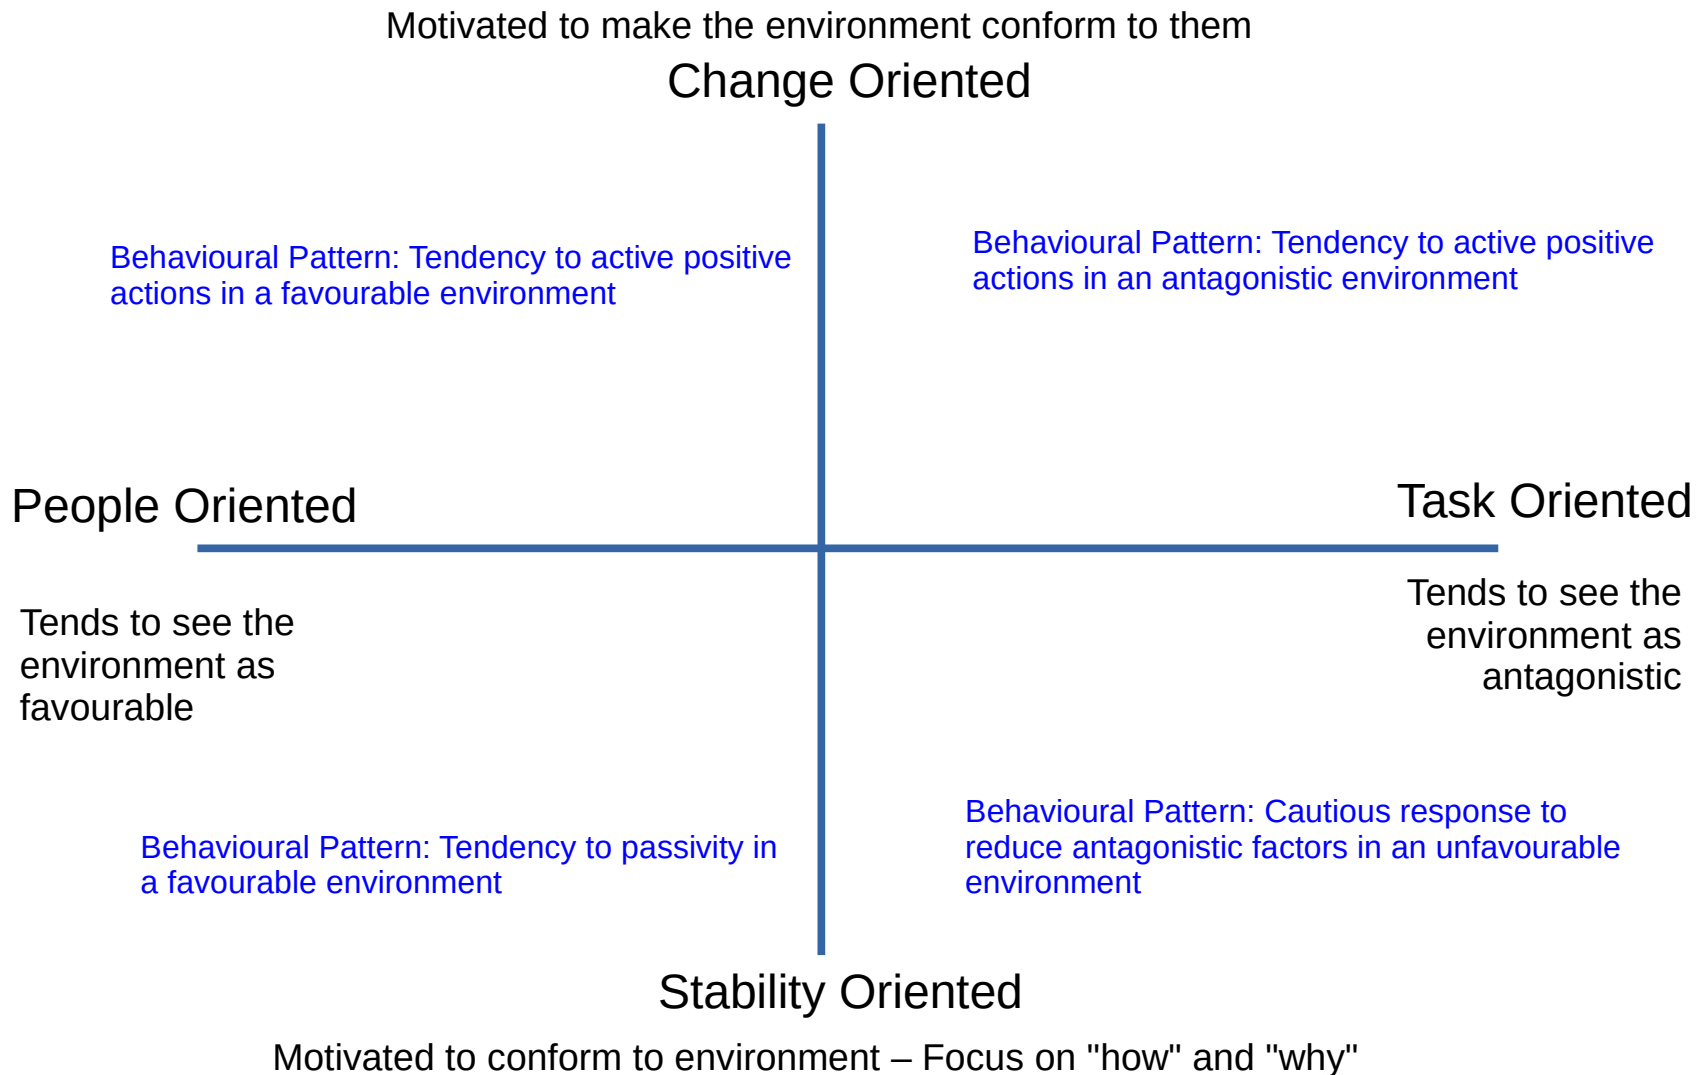 Motivated to make the environment conform to them
Change Oriented
Behavioural Pattern: Tendency to active positive
actions in a favourable environment
Behavioural Pattern: Tendency to active positive
actions in an antagonistic environment
People Oriented
Task Oriented
Tends to see the
environment as
favourable
Tends to see the
environment as
antagonistic
Behavioural Pattern: Tendency to passivity in
a favourable environment
Behavioural Pattern: Cautious response to
reduce antagonistic factors in an unfavourable
environment
Stability Oriented
Motivated to conform to environment – Focus on "how" and "why"